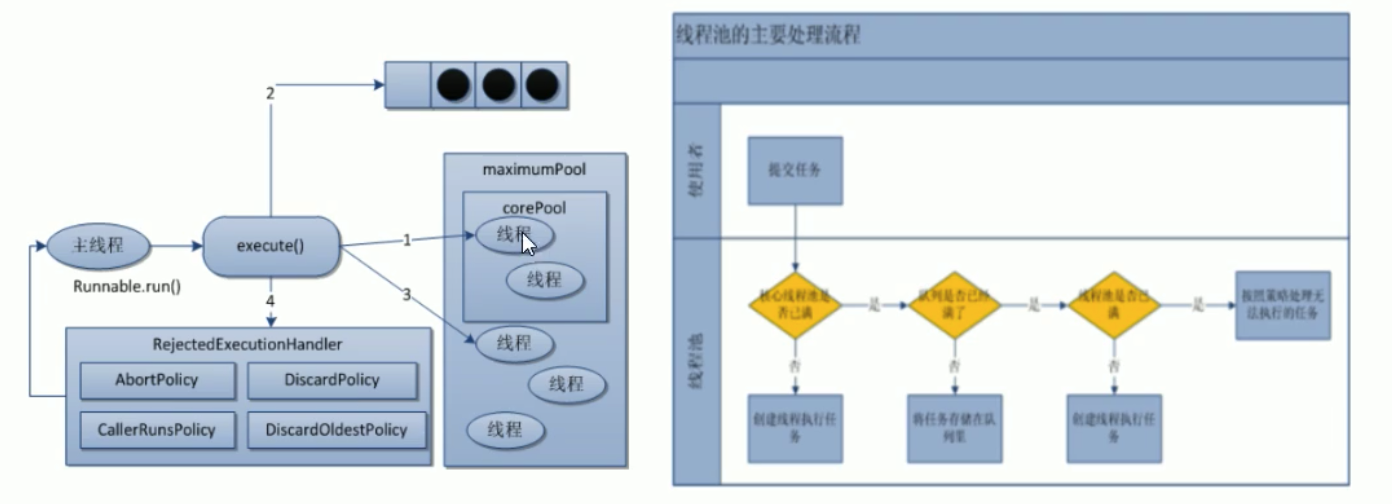 2
maximumPool
corePool
线程
线程
主线程
execute()
1
Runnable.run()
3
4
线程
线程
线程
RejectedExecutionHandler
AbortPolicy
DiscardPolicy
CallerRunsPolicy
DiscardOldestPolicy
线程池的主要处理流程
使用者
提交任务
线程池
核心线程池是
否已满
是
队列是否已经
满了
是
线程池是否已
满
是
按照策略处理无
法执行的任务
否
否
否
创建线程执行任
务
将任务存储在队
列里
创建线程执行任
务